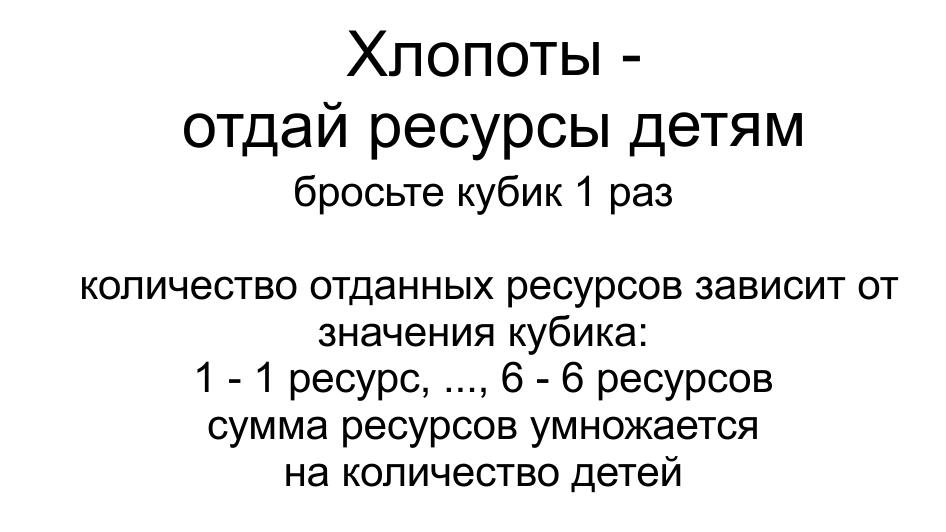 Хлопоты -
отдай ресурсы детям
бросьте кубик 1 раз
количество отданных ресурсов зависит от
значения кубика:
1 - 1 ресурс, ..., 6 - 6 ресурсов
сумма ресурсов умножается
на количество детей